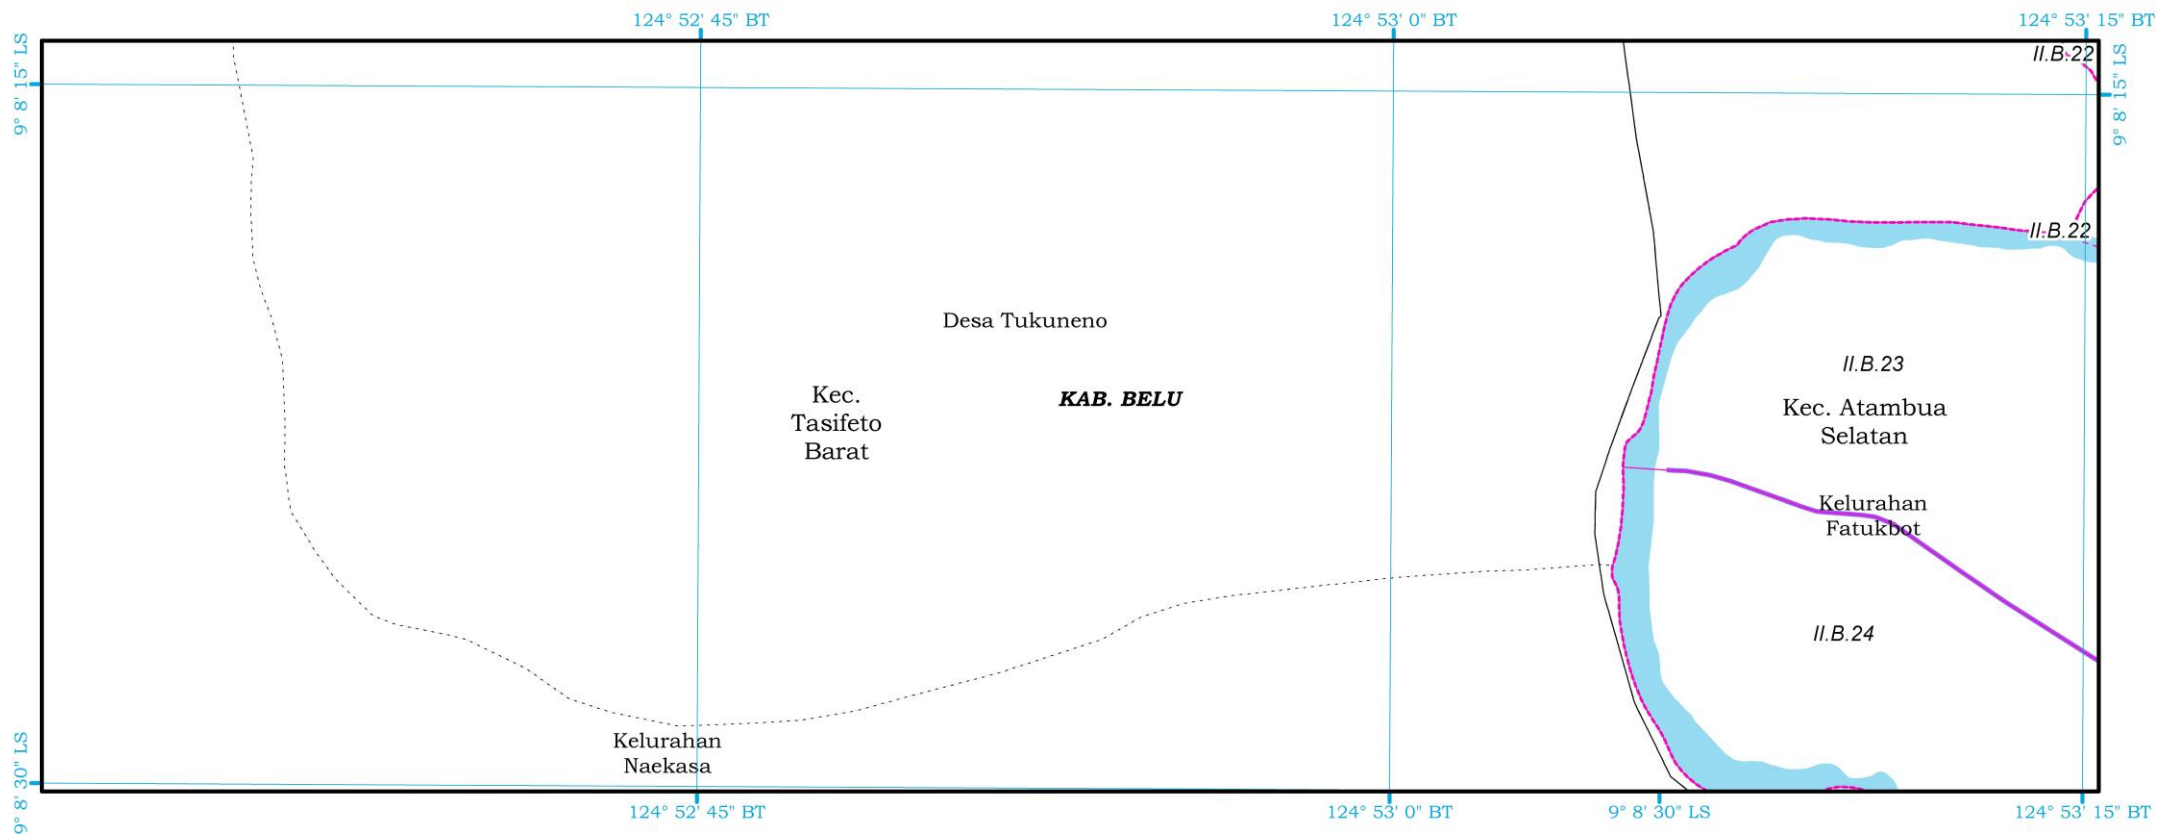 124° 52' 45" BT
124° 53' 0" BT
124° 53' 15" BT
9° 8' 15" LS
9° 8' 15" LS
II.B.22
II.B.22
Desa Tukuneno
II.B.23
Kec.
Tasifeto
Barat
KAB. BELU
Kec. Atambua
Selatan
Kelurahan
Fatukbot
II.B.24
Kelurahan
Naekasa
9° 8' 30" LS
124° 52' 45" BT
124° 53' 0" BT
9° 8' 30" LS
124° 53' 15" BT